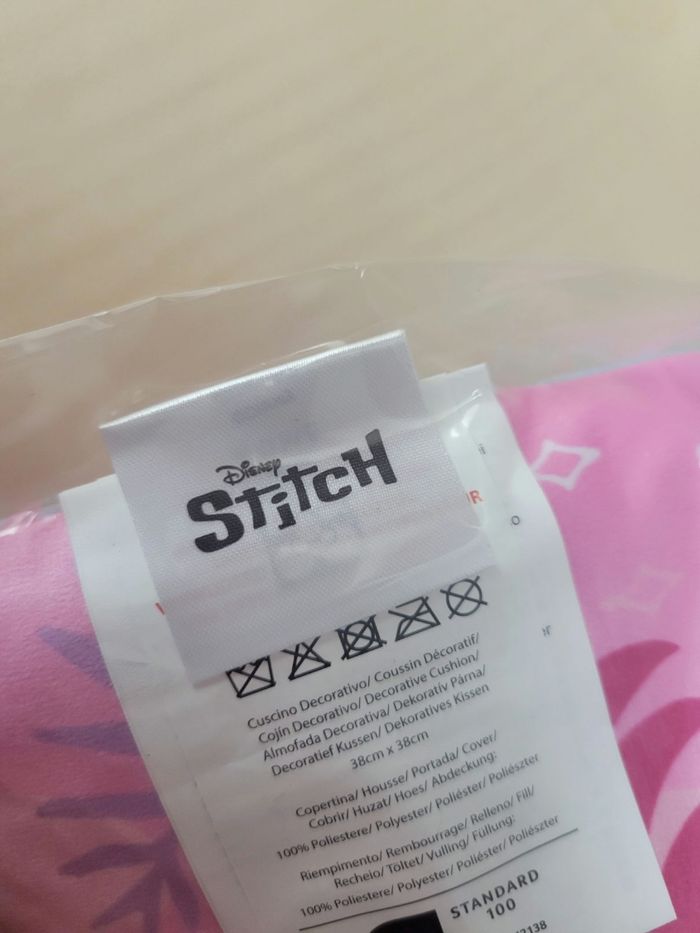 Disney
Stitch
R
O
Cuscino Decorativo/ Coussin Décoratif/
Cojín Decorativo/ Decorative Cushion/
Almofada Decorativa/ Dekoratív Párna/
Decoratief Kussen/ Dekoratives Kissen
38cm x 38cm
Copertina/ Housse/ Portada/ Cover/
Cobrir/ Huzat/ Hoes/ Abdeckung:
100% Poliestere/ Polyester/ Poliéster/ Poliészter
Riempimento/ Rembourrage/ Relleno/ Fill/
Recheio/ Töltet/ Vulling/ Füllung:
100% Poliestere/ Polyester/ Poliéster/ Poliészter
STANDARD
100